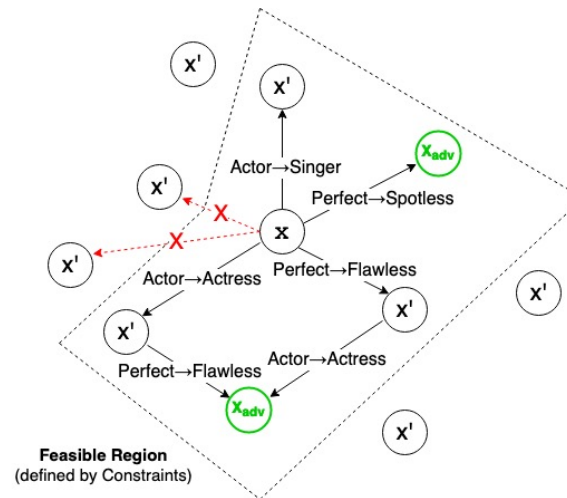 X'
X'
Actor→Singer
X_adv
X'
Perfect→Spotless
X
X
X
X'
Actor→Actress
Perfect→Flawless
X'
X'
X'
Perfect→Flawless
Actor→Actress
X_adv
X'
Feasible Region
(defined by Constraints)